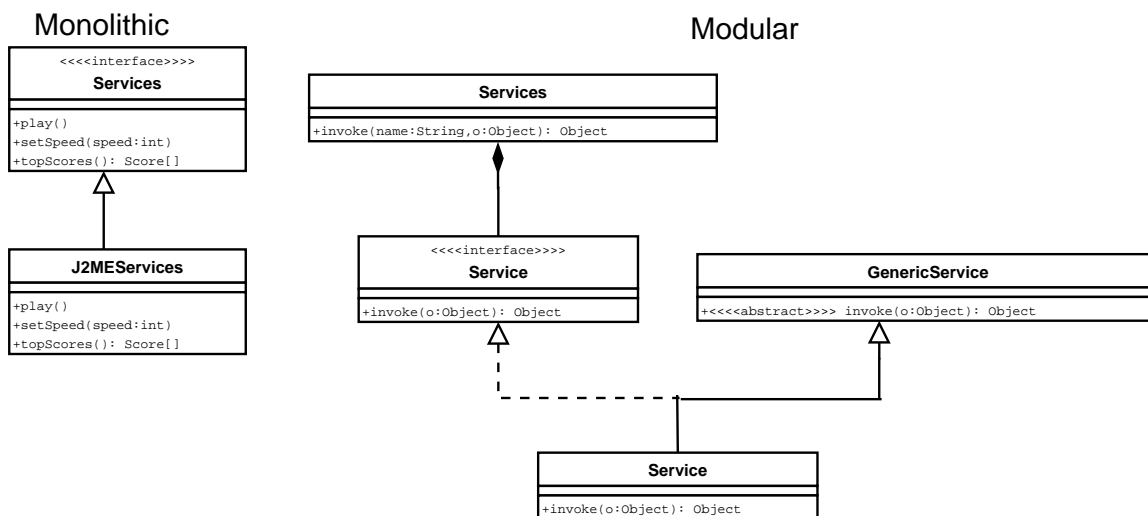 Monolithic
<<<<interface>>>>
Services
+play()
+setSpeed(speed:int)
+topScores(): Score[]
J2MEServices
+play()
+setSpeed(speed:int)
+topScores(): Score[]
Modular
Services
+invoke(name:String,o:Object): Object
<<<<interface>>>>
Service
+invoke(o:Object): Object
GenericService
+<<<<abstract>>>> invoke(o:Object): Object
Service
+invoke(o:Object): Object